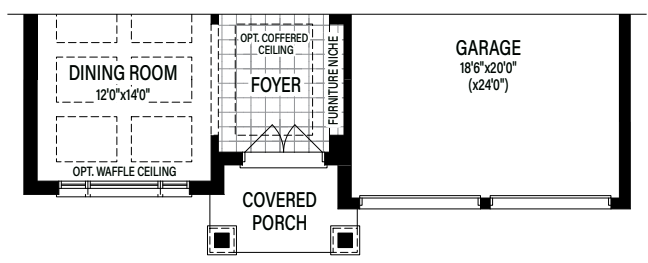 DINING ROOM
12'0"x14'0"
OPT. WAFFLE CEILING
OPT. COFFERED
CEILING
FOYER
FURNITURE NICHE
COVERED
PORCH
GARAGE
18'6"x20'0"
(x24'0")